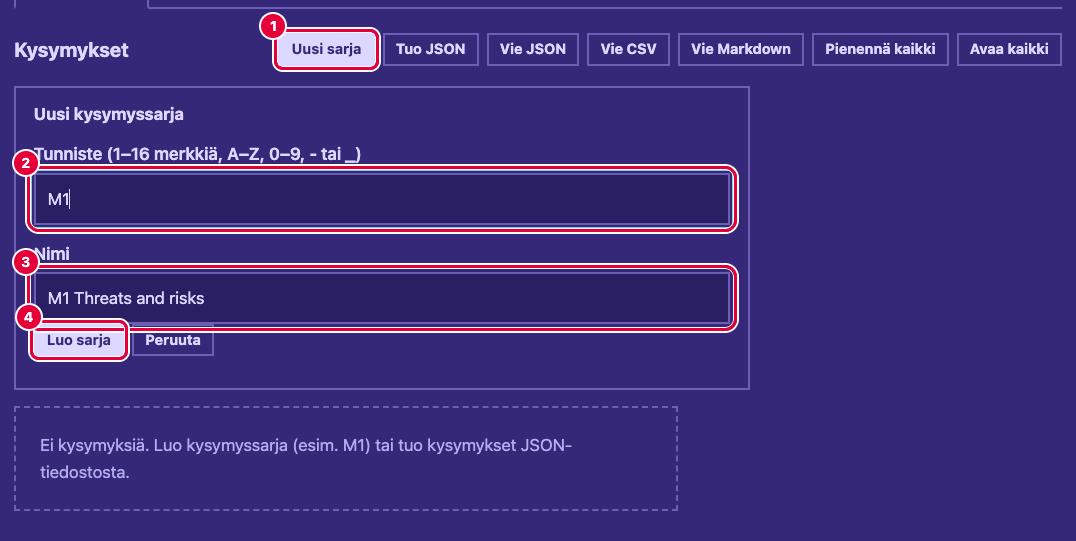 Kysymykset
1
Uusi sarja
Tuo JSON
Vie JSON
Vie CSV
Vie Markdown
Pienennä kaikki
Avaa kaikki
Uusi kysymyssarja
Tunniste (1–16 merkkiä, A–Z, 0–9, - tai _)
2
M1
Nimi
3
M1 Threats and risks
4
Luo sarja
Peruuta
Ei kysymyksiä. Luo kysymyssarja (esim. M1) tai tuo kysymykset JSON-
tiedostosta.